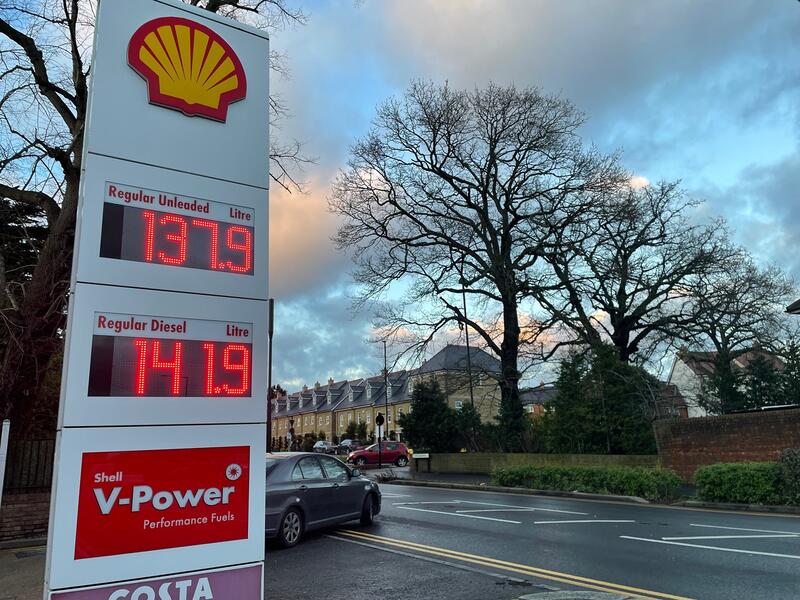 Regular Unleaded Litre
137.9
Regular Diesel Litre
141.9
Shell
V-Power
Performance Fuels
COSTA